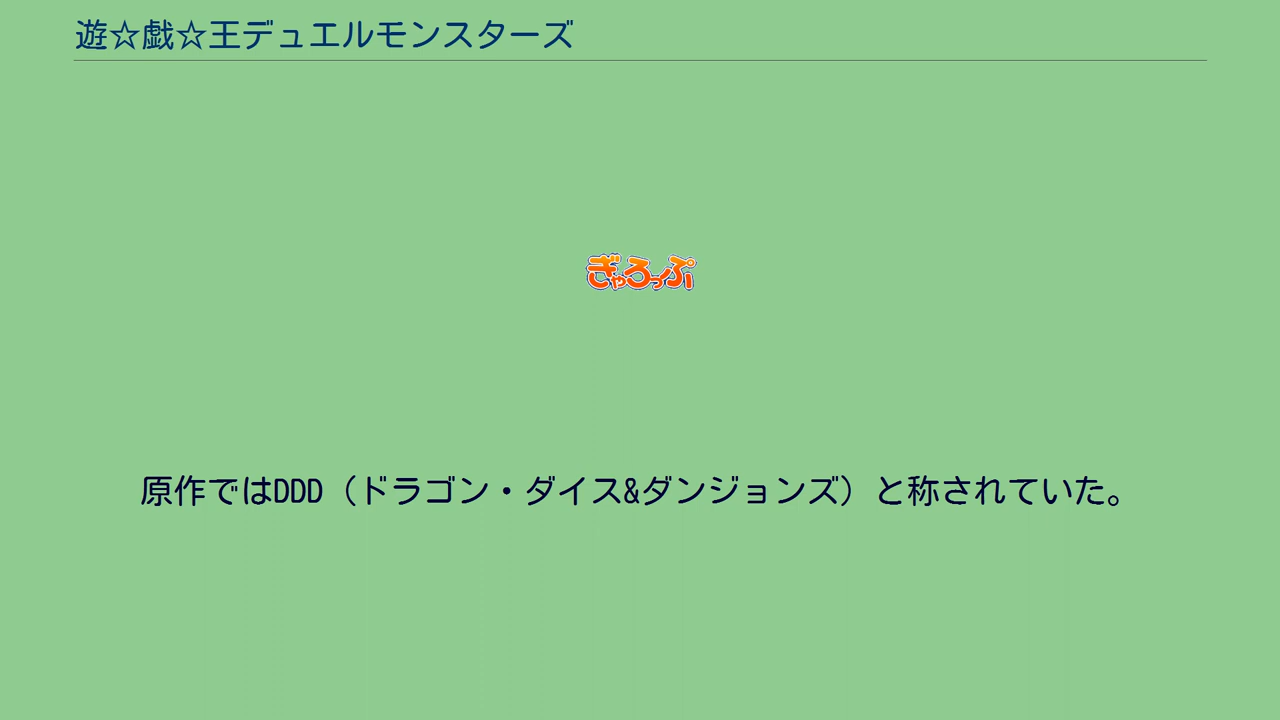 遊☆戯☆王デュエルモンスターズ
ぎゃろっぷ
原作ではDDD（ドラゴン・ダイス&ダンジョンズ）と称されていた。